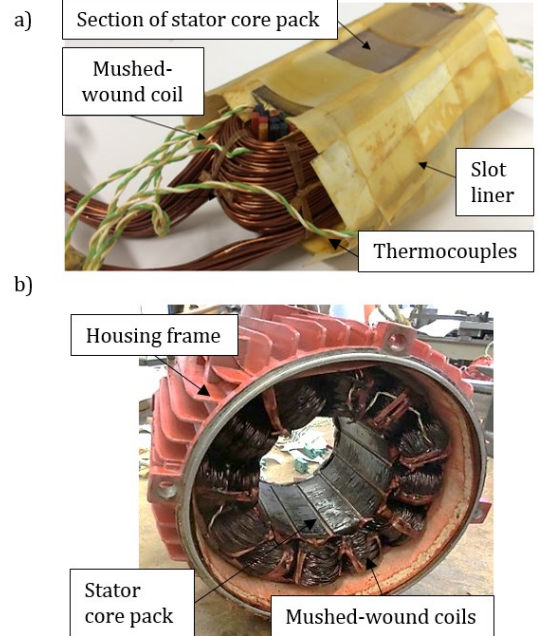 a)
Section of stator core pack
Mushed-
wound coil
Slot
liner
Thermocouples
b)
Housing frame
Stator
core pack
Mushed-wound coils